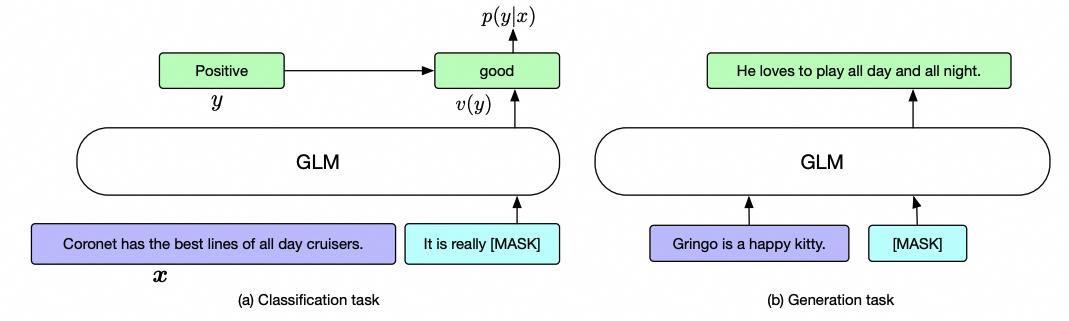 p(y|x)
Positive
good
y
v(y)
GLM
Coronet has the best lines of all day cruisers.
It is really [MASK]
x
(a) Classification task
He loves to play all day and all night.
GLM
Gringo is a happy kitty.
[MASK]
(b) Generation task